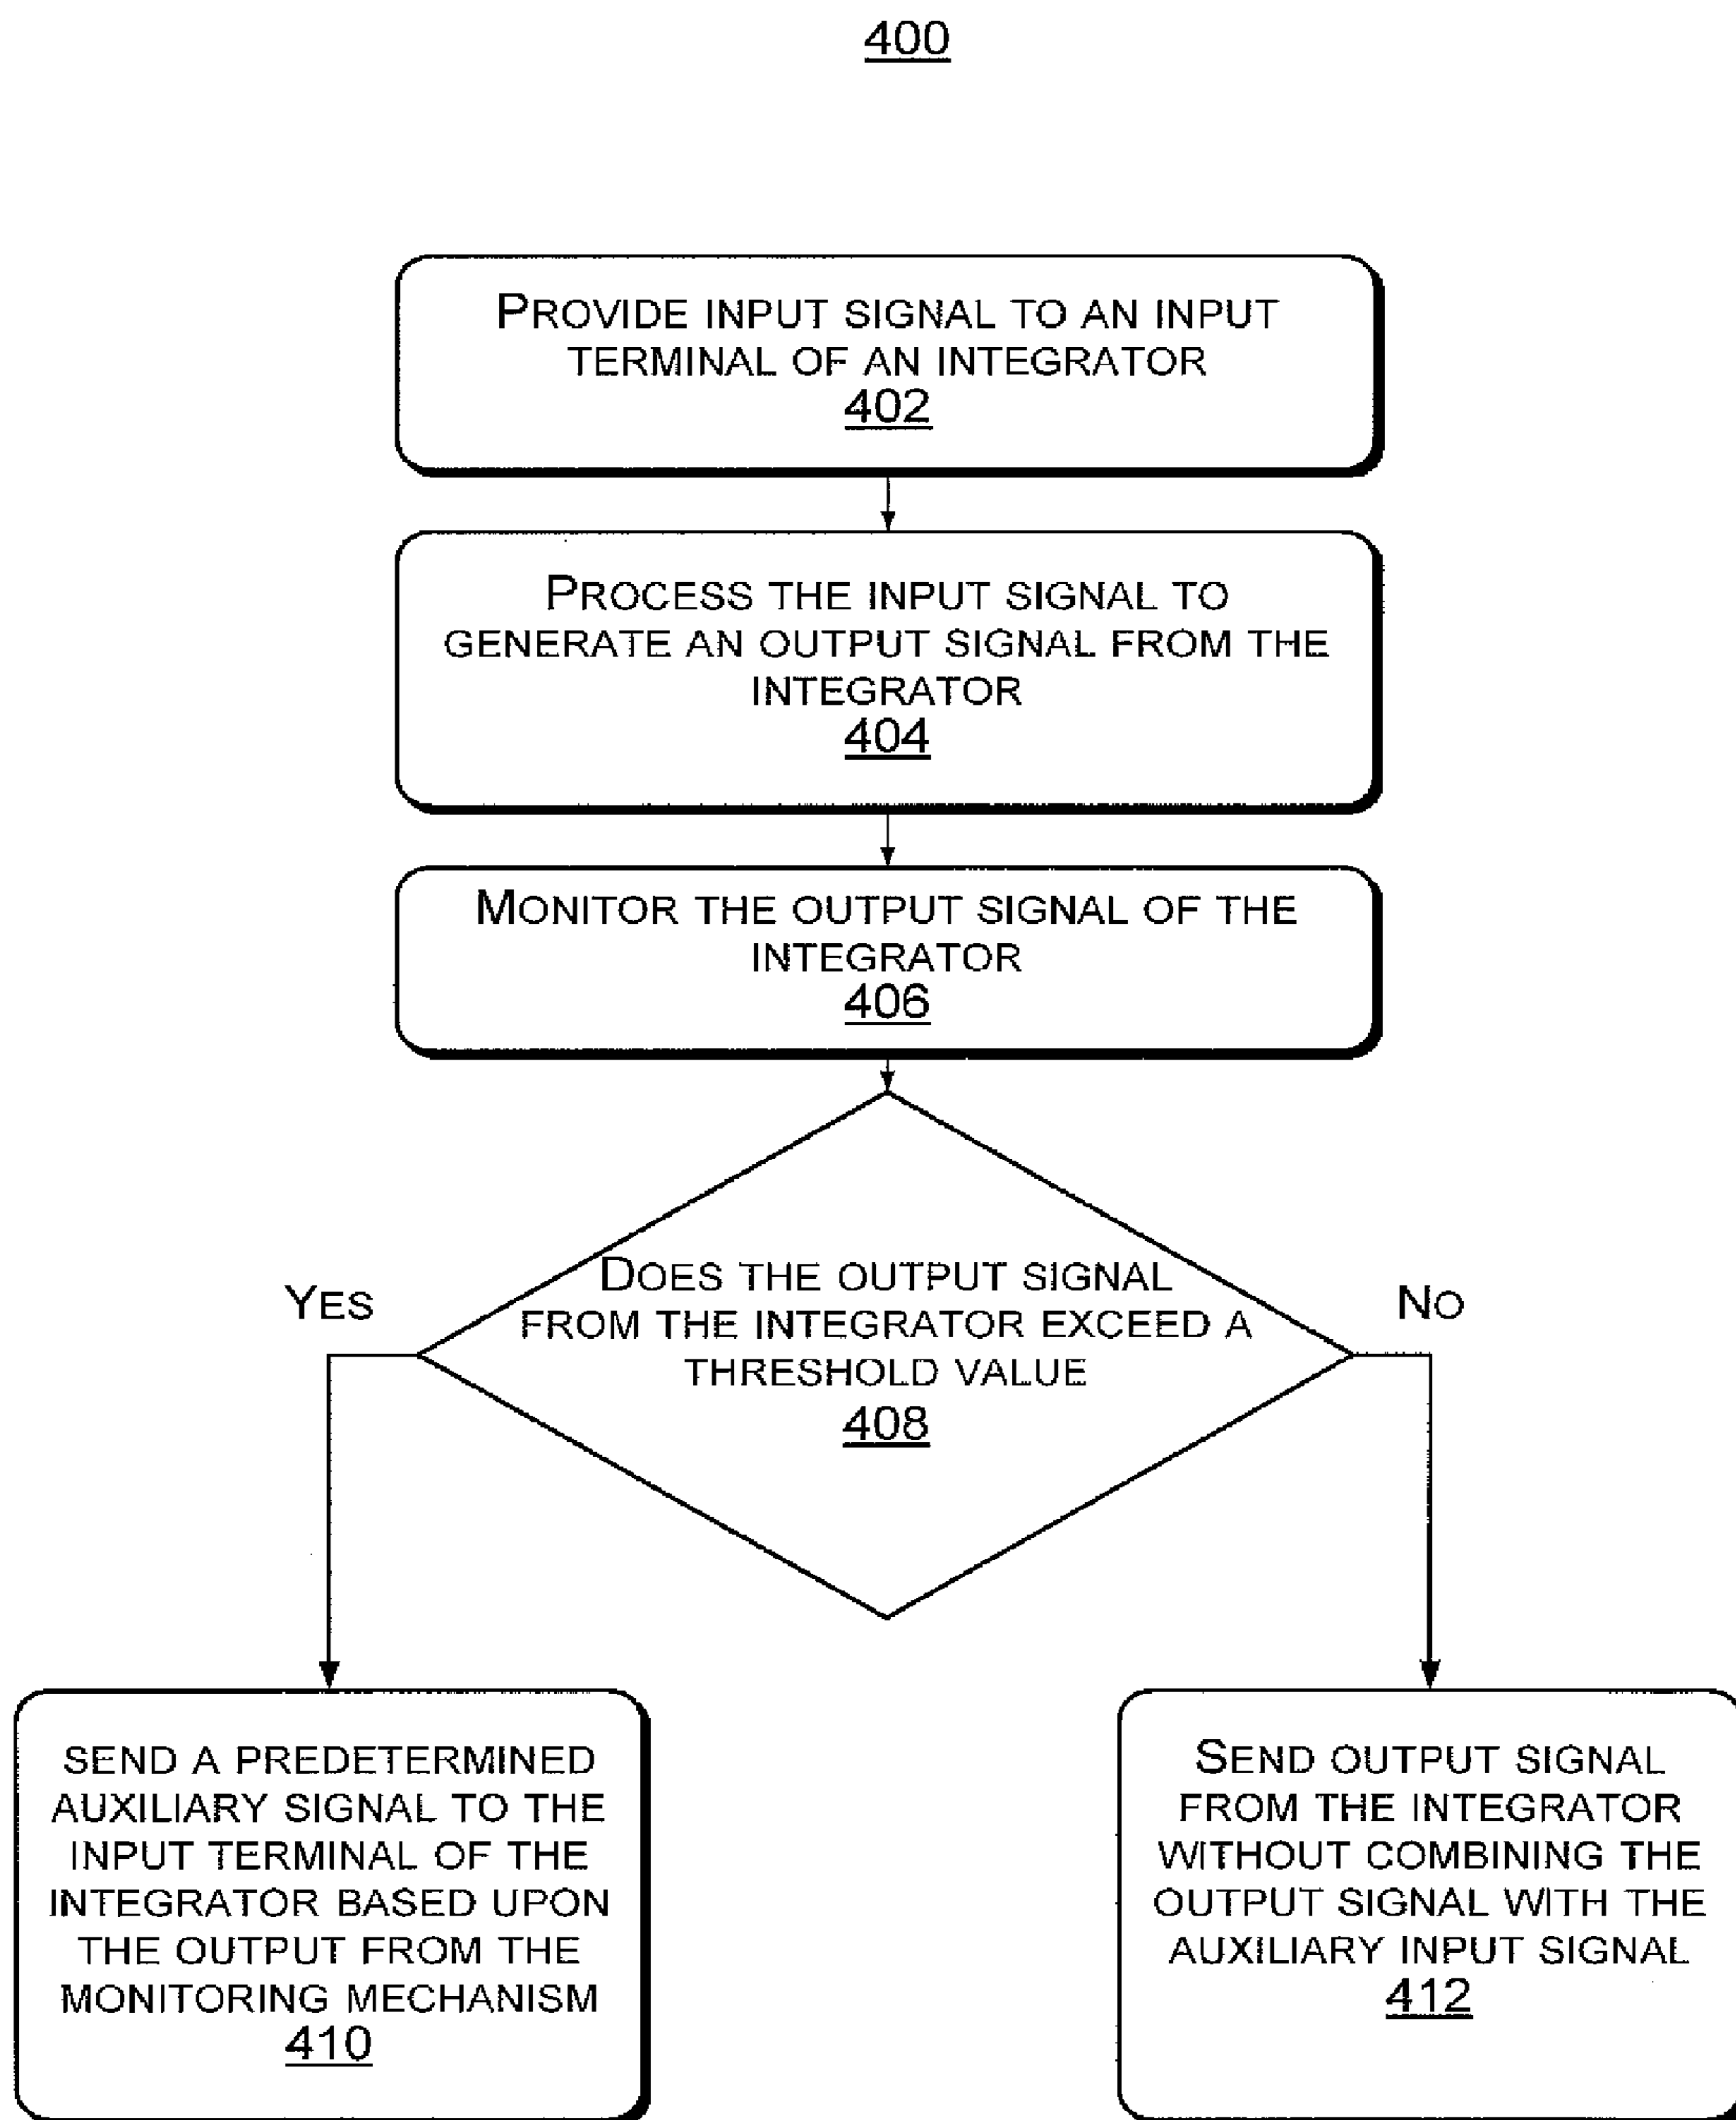 400
PROVIDE INPUT SIGNAL TO AN INPUT
TERMINAL OF AN INTEGRATOR
402
PROCESS THE INPUT SIGNAL TO
GENERATE AN OUTPUT SIGNAL FROM THE
INTEGRATOR
404
MONITOR THE OUTPUT SIGNAL OF THE
INTEGRATOR
406
DOES THE OUTPUT SIGNAL
FROM THE INTEGRATOR EXCEED A
THRESHOLD VALUE
408
YES
NO
SEND A PREDETERMINED
AUXILIARY SIGNAL TO THE
INPUT TERMINAL OF THE
INTEGRATOR BASED UPON
THE OUTPUT FROM THE
MONITORING MECHANISM
410
SEND OUTPUT SIGNAL
FROM THE INTEGRATOR
WITHOUT COMBINING THE
OUTPUT SIGNAL WITH THE
AUXILIARY INPUT SIGNAL
412